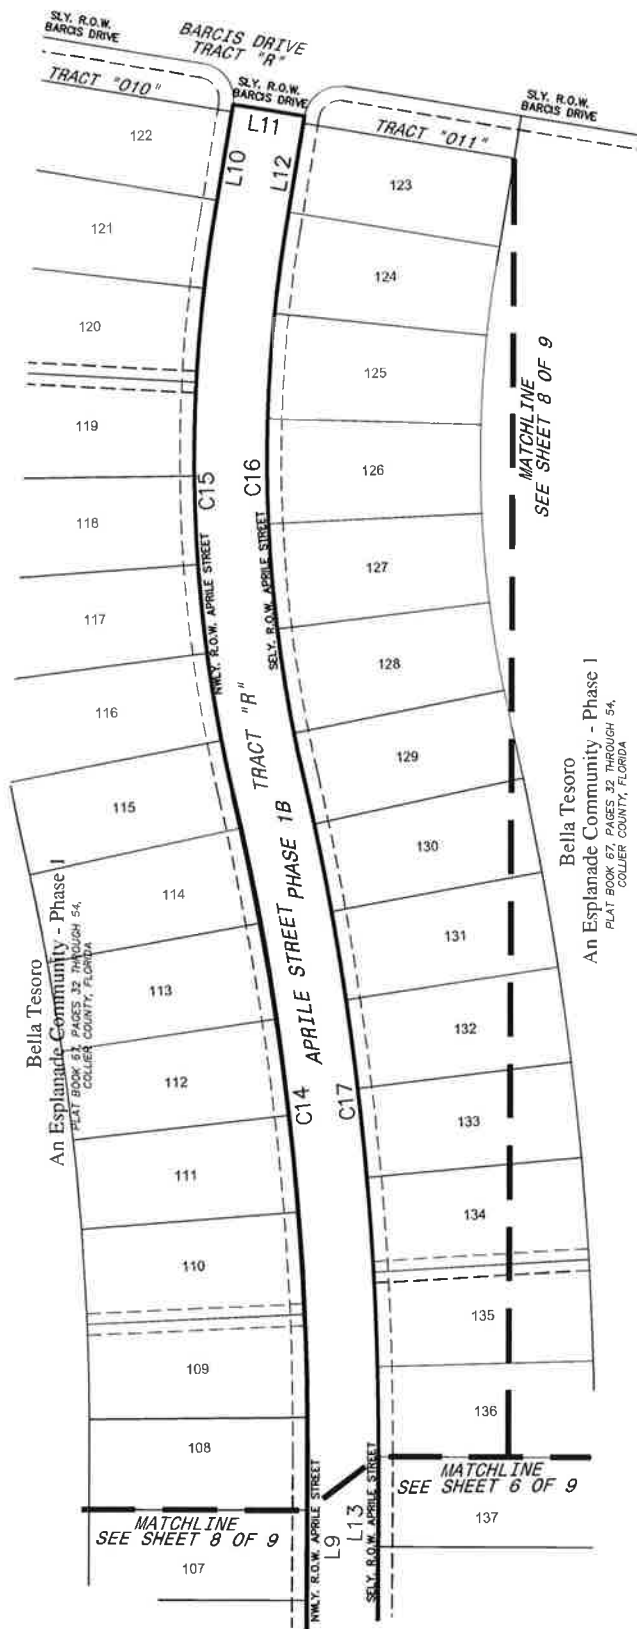 SLY. R.O.W.
BARCIS DRIVE
BARCIS DRIVE
TRACT "R"
SLY. R.O.W.
BARCIS DRIVE
SLY. R.O.W.
BARCIS DRIVE
TRACT "O10"
TRACT "O11"
L11
L10
L12
122
121
120
119
118
117
116
115
114
113
112
111
110
109
108
107
123
124
125
126
127
128
129
130
131
132
133
134
135
136
137
C15
C16
NWLY. R.O.W. APRILE STREET
SELY. R.O.W. APRILE STREET
TRACT "R"
APRILE STREET PHASE 1B
C14
C17
MATCHLINE
SEE SHEET 8 OF 9
Bella Tesoro
An Esplanade Community - Phase 1
PLAT BOOK 67, PAGES 32 THROUGH 54,
COLLIER COUNTY, FLORIDA
Bella Tesoro
An Esplanade Community - Phase 1
PLAT BOOK 67, PAGES 32 THROUGH 54,
COLLIER COUNTY, FLORIDA
MATCHLINE
SEE SHEET 6 OF 9
MATCHLINE
SEE SHEET 8 OF 9
NWLY. R.O.W. APRILE STREET
L9
L13
SELY. R.O.W. APRILE STREET